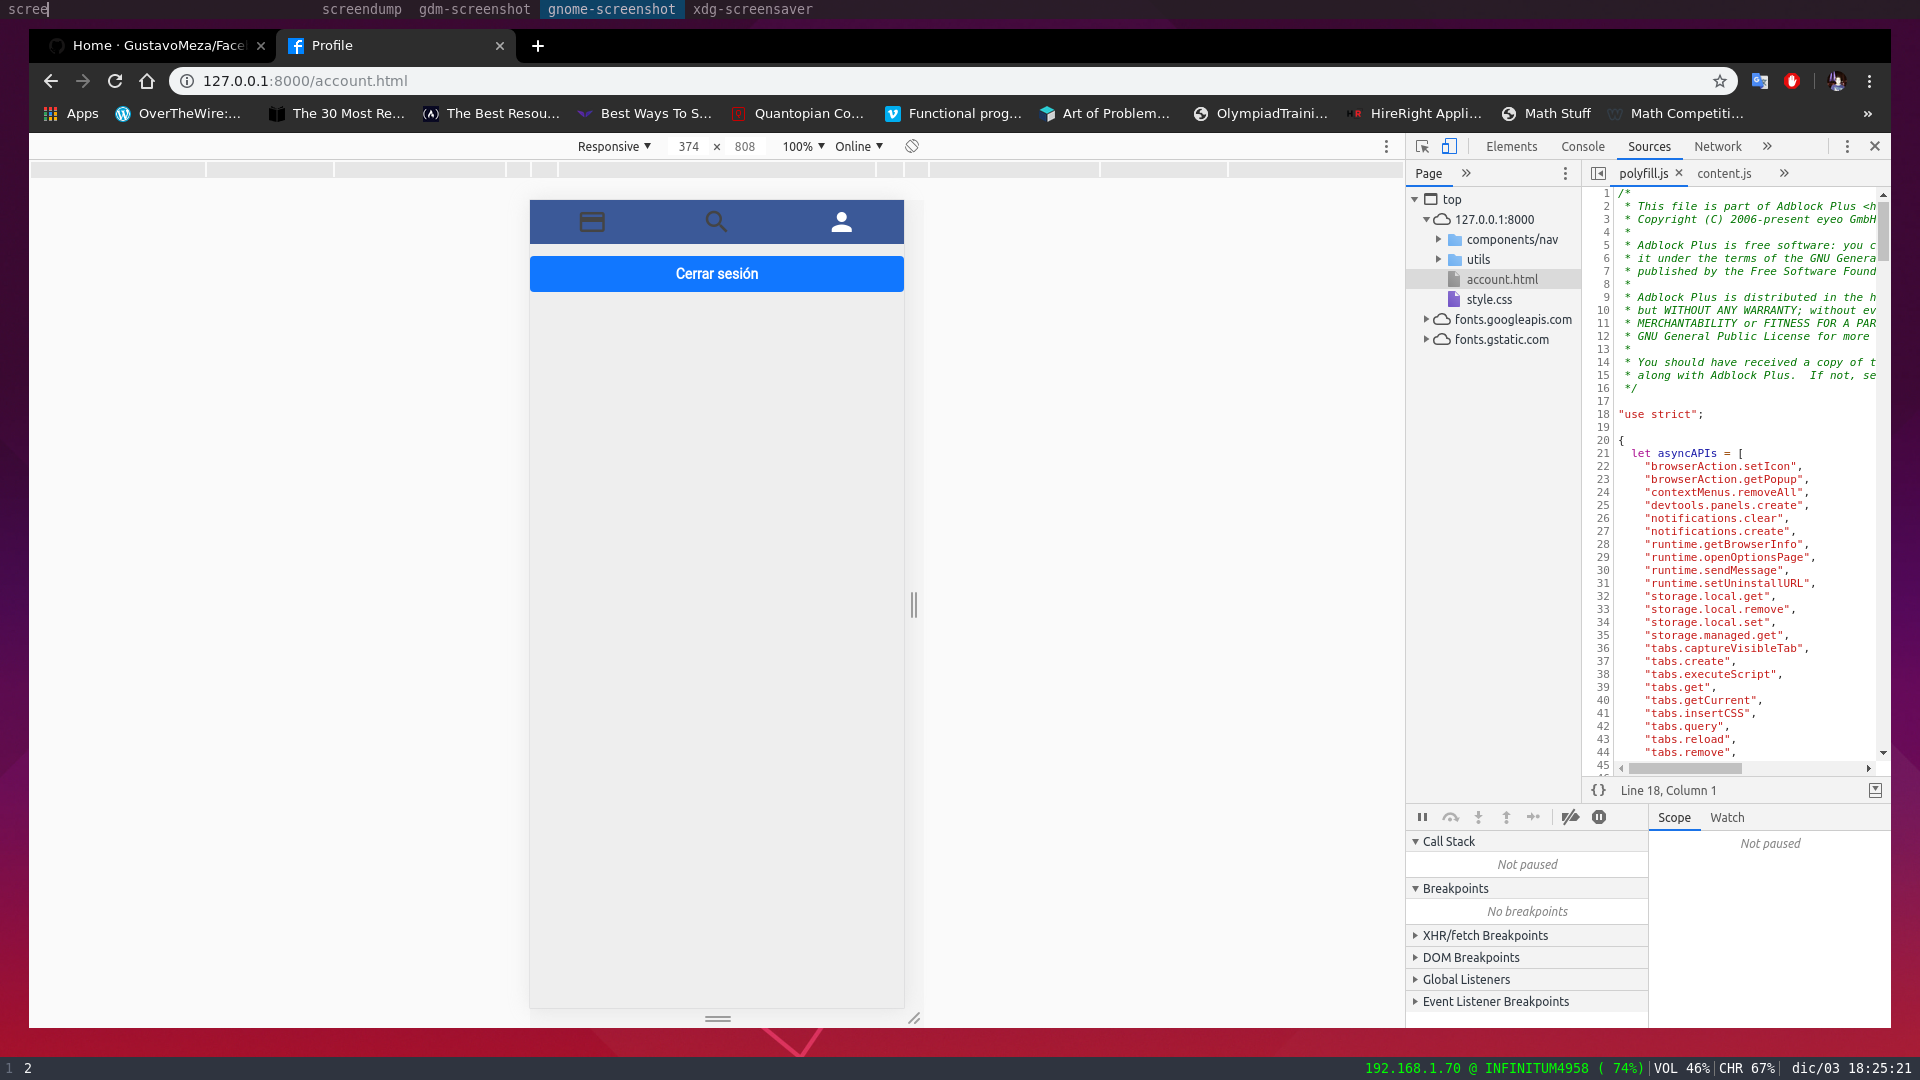 scree screendump gdm-screenshot gnome-screenshot xdg-screensaver
Home · GustavoMeza/Face Profile
127.0.0.1:8000/account.html
Apps OverTheWire:... The 30 Most Re... The Best Resou... Best Ways To S... Quantopian Co... Functional prog... Art of Problem... OlympiadTraini... HireRight Appli... Math Stuff Math Competiti... »
Responsive 374 × 808 100% Online
Elements Console Sources Network »
Page » polyfill.js × content.js »
Cerrar sesión
top
127.0.0.1:8000
components/nav
utils
account.html
style.css
fonts.googleapis.com
fonts.gstatic.com
1 /*
2 * This file is part of Adblock Plus <h
3 * Copyright (C) 2006-present eyeo GmbH
4 *
5 * Adblock Plus is free software: you c
6 * it under the terms of the GNU Genera
7 * published by the Free Software Found
8 *
9 * Adblock Plus is distributed in the h
10 * but WITHOUT ANY WARRANTY; without ev
11 * MERCHANTABILITY or FITNESS FOR A PAR
12 * GNU General Public License for more
13 *
14 * You should have received a copy of t
15 * along with Adblock Plus.  If not, se
16 */
17
18 "use strict";
19
20 {
21 let asyncAPIs = [
22 "browserAction.setIcon",
23 "browserAction.getPopup",
24 "contextMenus.removeAll",
25 "devtools.panels.create",
26 "notifications.clear",
27 "notifications.create",
28 "runtime.getBrowserInfo",
29 "runtime.openOptionsPage",
30 "runtime.sendMessage",
31 "runtime.setUninstallURL",
32 "storage.local.get",
33 "storage.local.remove",
34 "storage.local.set",
35 "storage.managed.get",
36 "tabs.captureVisibleTab",
37 "tabs.create",
38 "tabs.executeScript",
39 "tabs.get",
40 "tabs.getCurrent",
41 "tabs.insertCSS",
42 "tabs.query",
43 "tabs.reload",
44 "tabs.remove",
45
{} Line 18, Column 1
Scope Watch
Call Stack
Not paused
Not paused
Breakpoints
No breakpoints
XHR/fetch Breakpoints
DOM Breakpoints
Global Listeners
Event Listener Breakpoints
1 2 192.168.1.70 @ INFINITUM4958 ( 74%) VOL 46% CHR 67% dic/03 18:25:21